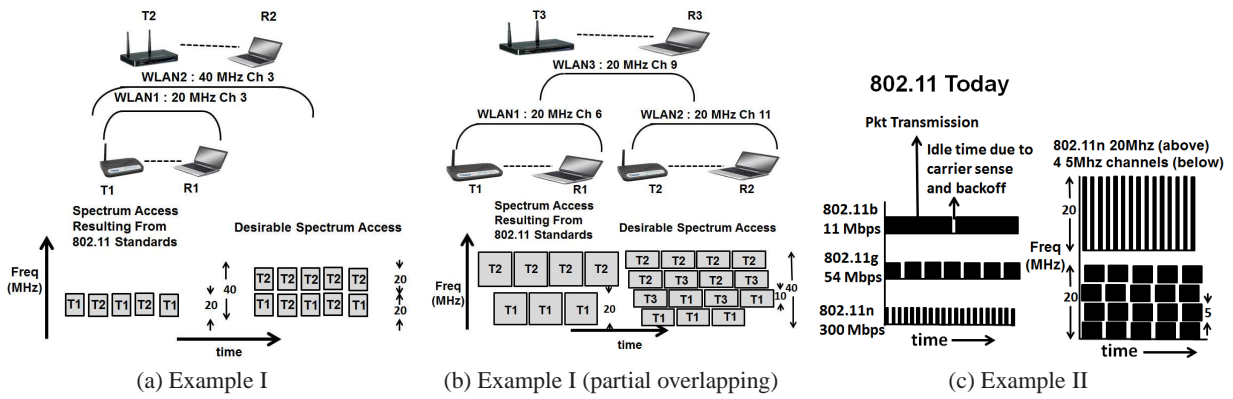 T2
R2
WLAN2 : 40 MHz Ch 3
WLAN1 : 20 MHz Ch 3
T1
R1
Spectrum Access
Resulting From
802.11 Standards
Desirable Spectrum Access
Freq
(MHz)
T1 T2 T1 T2 T1
20
40
T2 T2 T2 T2 T2
T1 T2 T1 T2 T1
20
20
time
(a) Example I
T3
R3
WLAN3 : 20 MHz Ch 9
WLAN1 : 20 MHz Ch 6
WLAN2 : 20 MHz Ch 11
T1
R1
T2
R2
Spectrum Access
Resulting From
802.11 Standards
Desirable Spectrum Access
Freq
(MHz)
T2 T2 T2 T2
T1 T1 T1
20
T2 T2 T2 T2
T2 T3 T2 T3
T3 T1 T3 T1
T1 T1 T1
10
40
time
(b) Example I (partial overlapping)
802.11 Today
Pkt Transmission
Idle time due to
carrier sense
and backoff
802.11b
11 Mbps
802.11g
54 Mbps
802.11n
300 Mbps
time
802.11n 20Mhz (above)
4 5Mhz channels (below)
20
Freq
(MHz)
20
5
time
(c) Example II